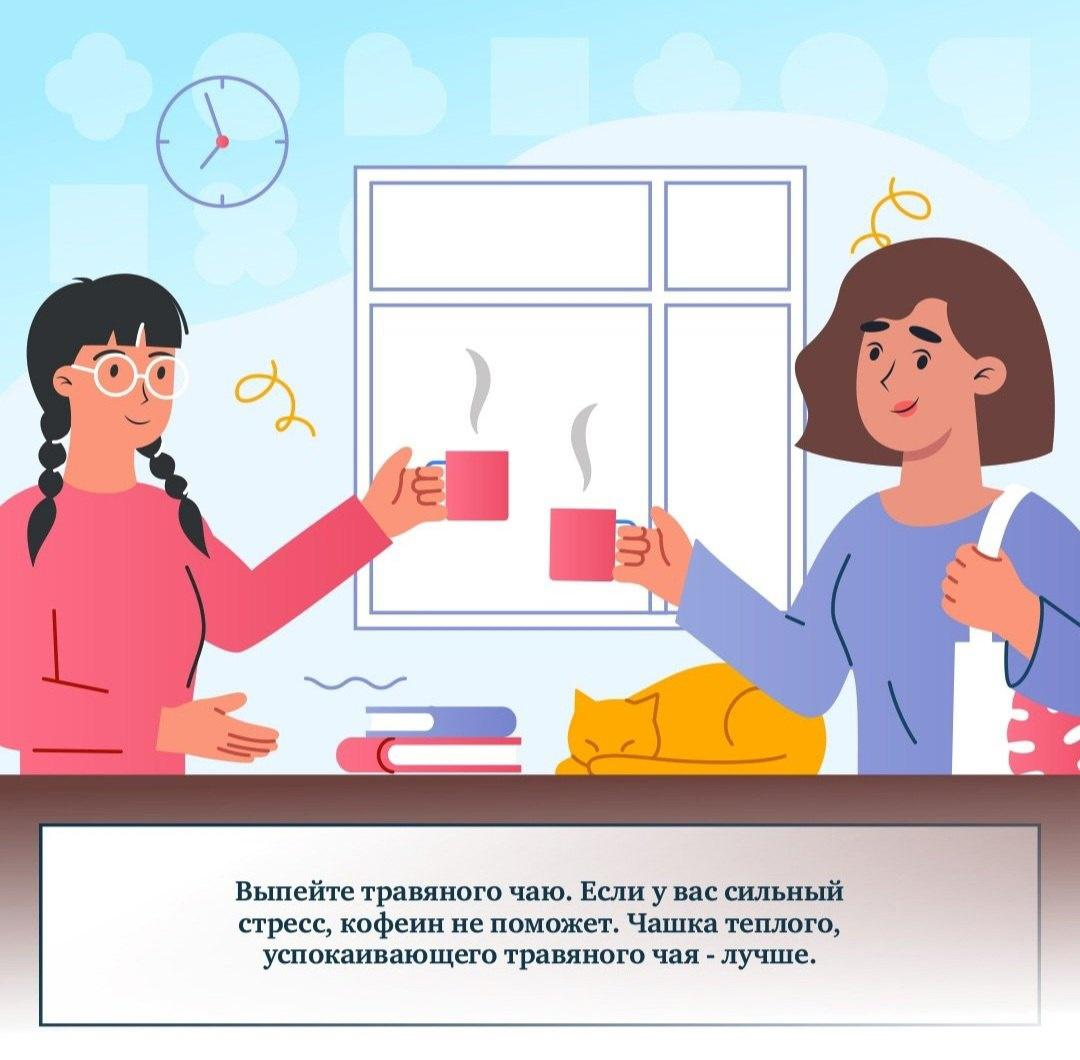 Выпейте травяного чаю. Если у вас сильный
стресс, кофеин не поможет. Чашка теплого,
успокаивающего травяного чая - лучше.